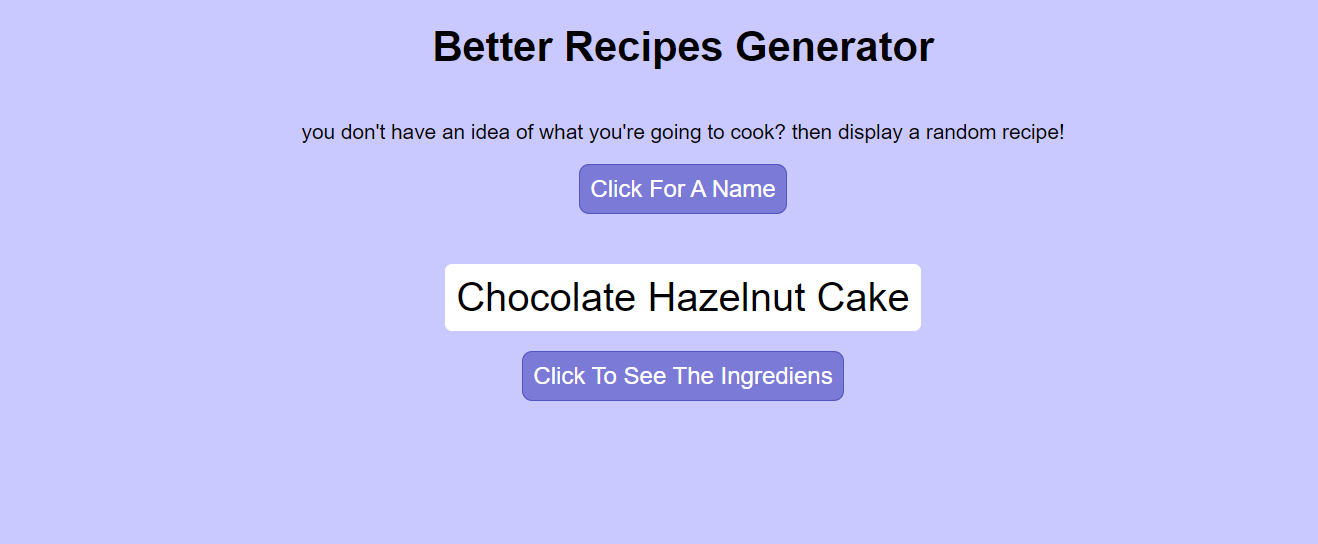 Better Recipes Generator
you don't have an idea of what you're going to cook? then display a random recipe!
Click For A Name
Chocolate Hazelnut Cake
Click To See The Ingrediens